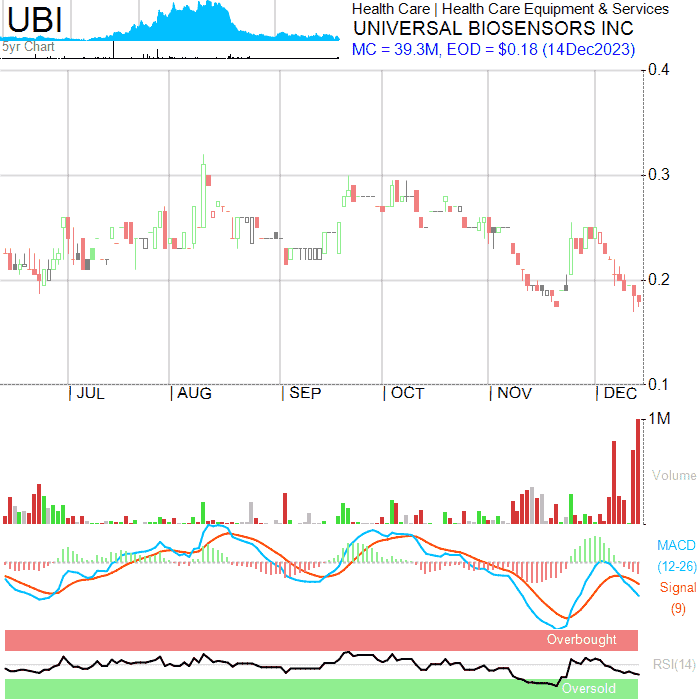 UBI
5yr Chart
Health Care | Health Care Equipment & Services
UNIVERSAL BIOSENSORS INC
MC = 39.3M, EOD = $0.18 (14Dec2023)
0.4
0.3
0.2
0.1
| JUL | AUG | SEP | OCT | NOV | DEC
1M
Volume
MACD
(12-26)
Signal
(9)
Overbought
RSI(14)
Oversold